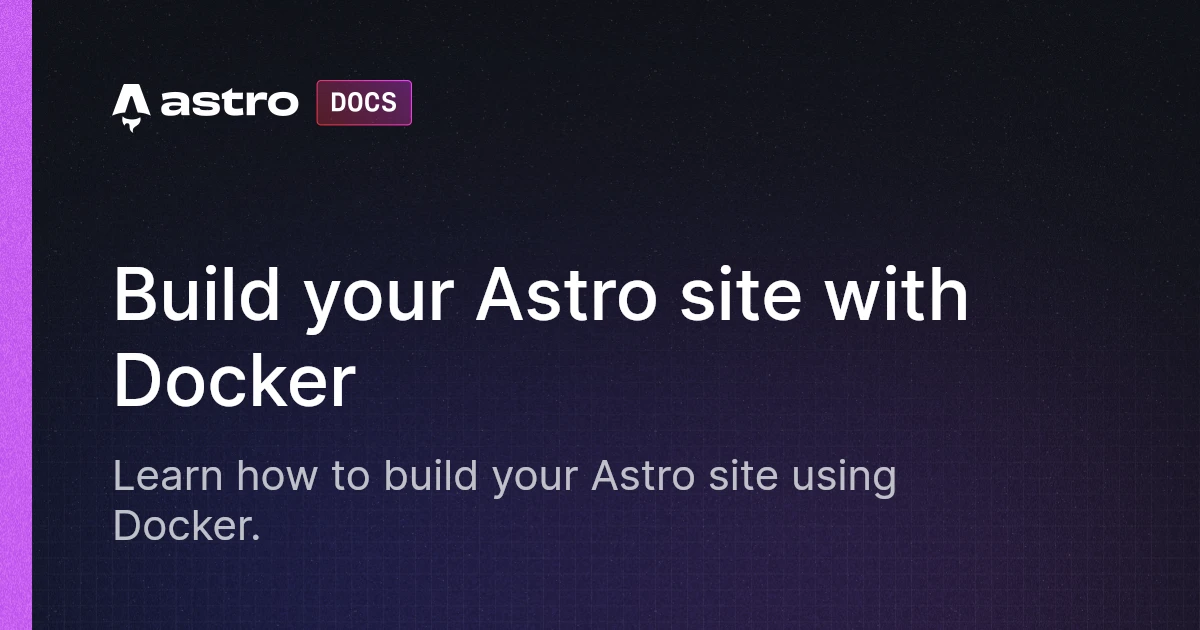 astro DOCS
Build your Astro site with
Docker
Learn how to build your Astro site using
Docker.